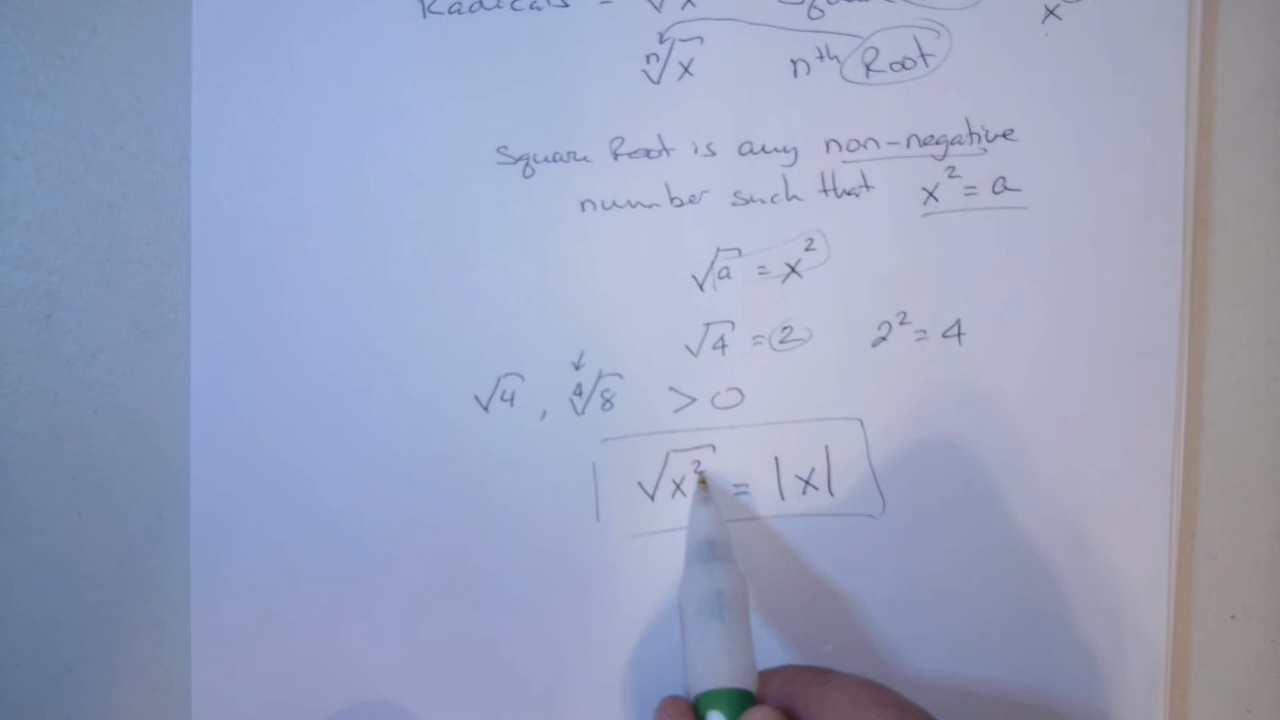 Radicals - √x
ⁿ√x nth Root
Square Root is any non-negative
number such that x² = a
√a = x²
√4 = 2 2² = 4
√4 , ⁴√8 > 0
√x² = |x|